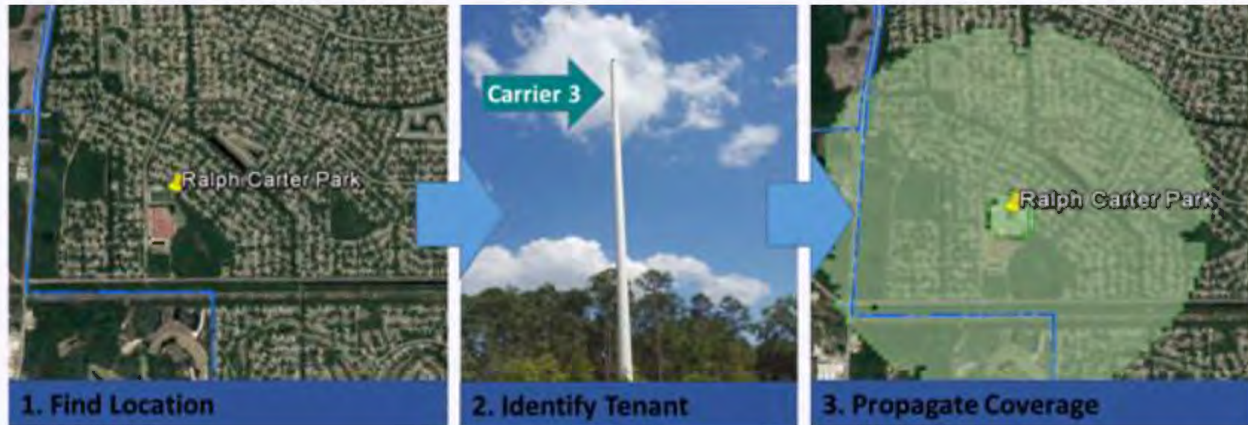 Ralph Carter Park
1. Find Location
Carrier 3
2. Identify Tenant
Ralph Carter Park
3. Propagate Coverage